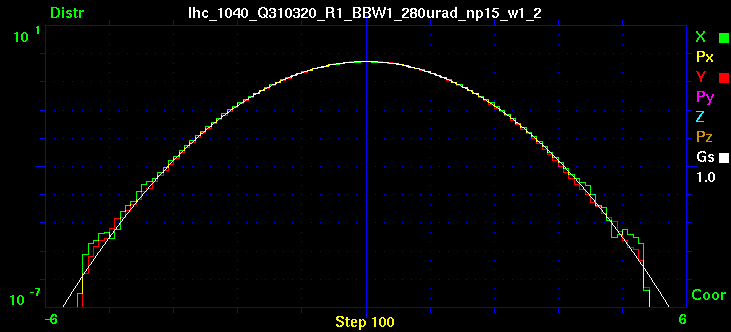 Distr lhc_1040_Q310320_R1_BBW1_280urad_np15_w1_2
10 1
X
Px
Y
Py
Z
Pz
Gs
1.0
10 -7
Coor
-6 Step 100 6